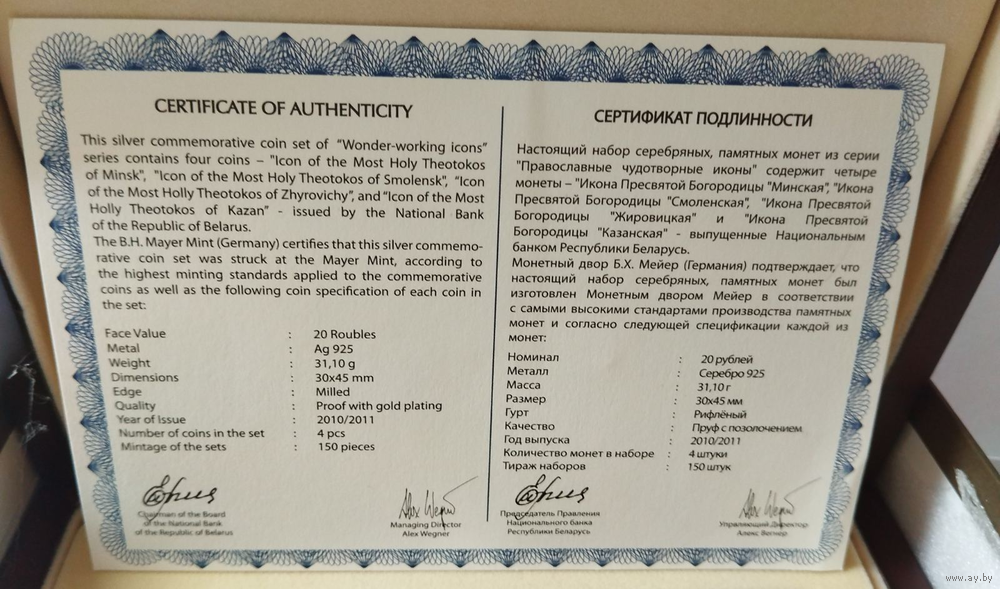 CERTIFICATE OF AUTHENTICITY
This silver commemorative coin set of "Wonder-working icons"
series contains four coins – "Icon of the Most Holy Theotokos
of Minsk", "Icon of the Most Holy Theotokos of Smolensk", "Icon
of the Most Holly Theotokos of Zhyrovichy", and "Icon of the Most
Holly Theotokos of Kazan" - issued by the National Bank
of the Republic of Belarus.
The B.H. Mayer Mint (Germany) certifies that this silver commemo-
rative coin set was struck at the Mayer Mint, according to
the highest minting standards applied to the commemorative
coins as well as the following coin specification of each coin in
the set:
Face Value : 20 Roubles
Metal : Ag 925
Weight : 31,10 g
Dimensions : 30x45 mm
Edge : Milled
Quality : Proof with gold plating
Year of Issue : 2010/2011
Number of coins in the set : 4 pcs
Mintage of the sets : 150 pieces
Chairman of the Board
of the National Bank
of the Republic of Belarus
Managing Director
Alex Wegner
СЕРТИФИКАТ ПОДЛИННОСТИ
Настоящий набор серебряных, памятных монет из серии
"Православные чудотворные иконы" содержит четыре
монеты – "Икона Пресвятой Богородицы "Минская", "Икона
Пресвятой Богородицы "Смоленская", "Икона Пресвятой
Богородицы "Жировицкая" и "Икона Пресвятой
Богородицы "Казанская" - выпущенные Национальным
банком Республики Беларусь.
Монетный двор Б.Х. Мейер (Германия) подтверждает, что
настоящий набор серебряных, памятных монет был
изготовлен Монетным двором Мейер в соответствии
с самыми высокими стандартами производства памятных
монет и согласно следующей спецификации каждой из
монет:
Номинал : 20 рублей
Металл : Серебро 925
Масса : 31,10 г
Размер : 30x45 мм
Гурт : Рифлёный
Качество : Пруф с позолочением
Год выпуска : 2010/2011
Количество монет в наборе : 4 штуки
Тираж наборов : 150 штук
Председатель Правления
Национального банка
Республики Беларусь
Управляющий Директор
Алекс Вегнер
www.ay.by